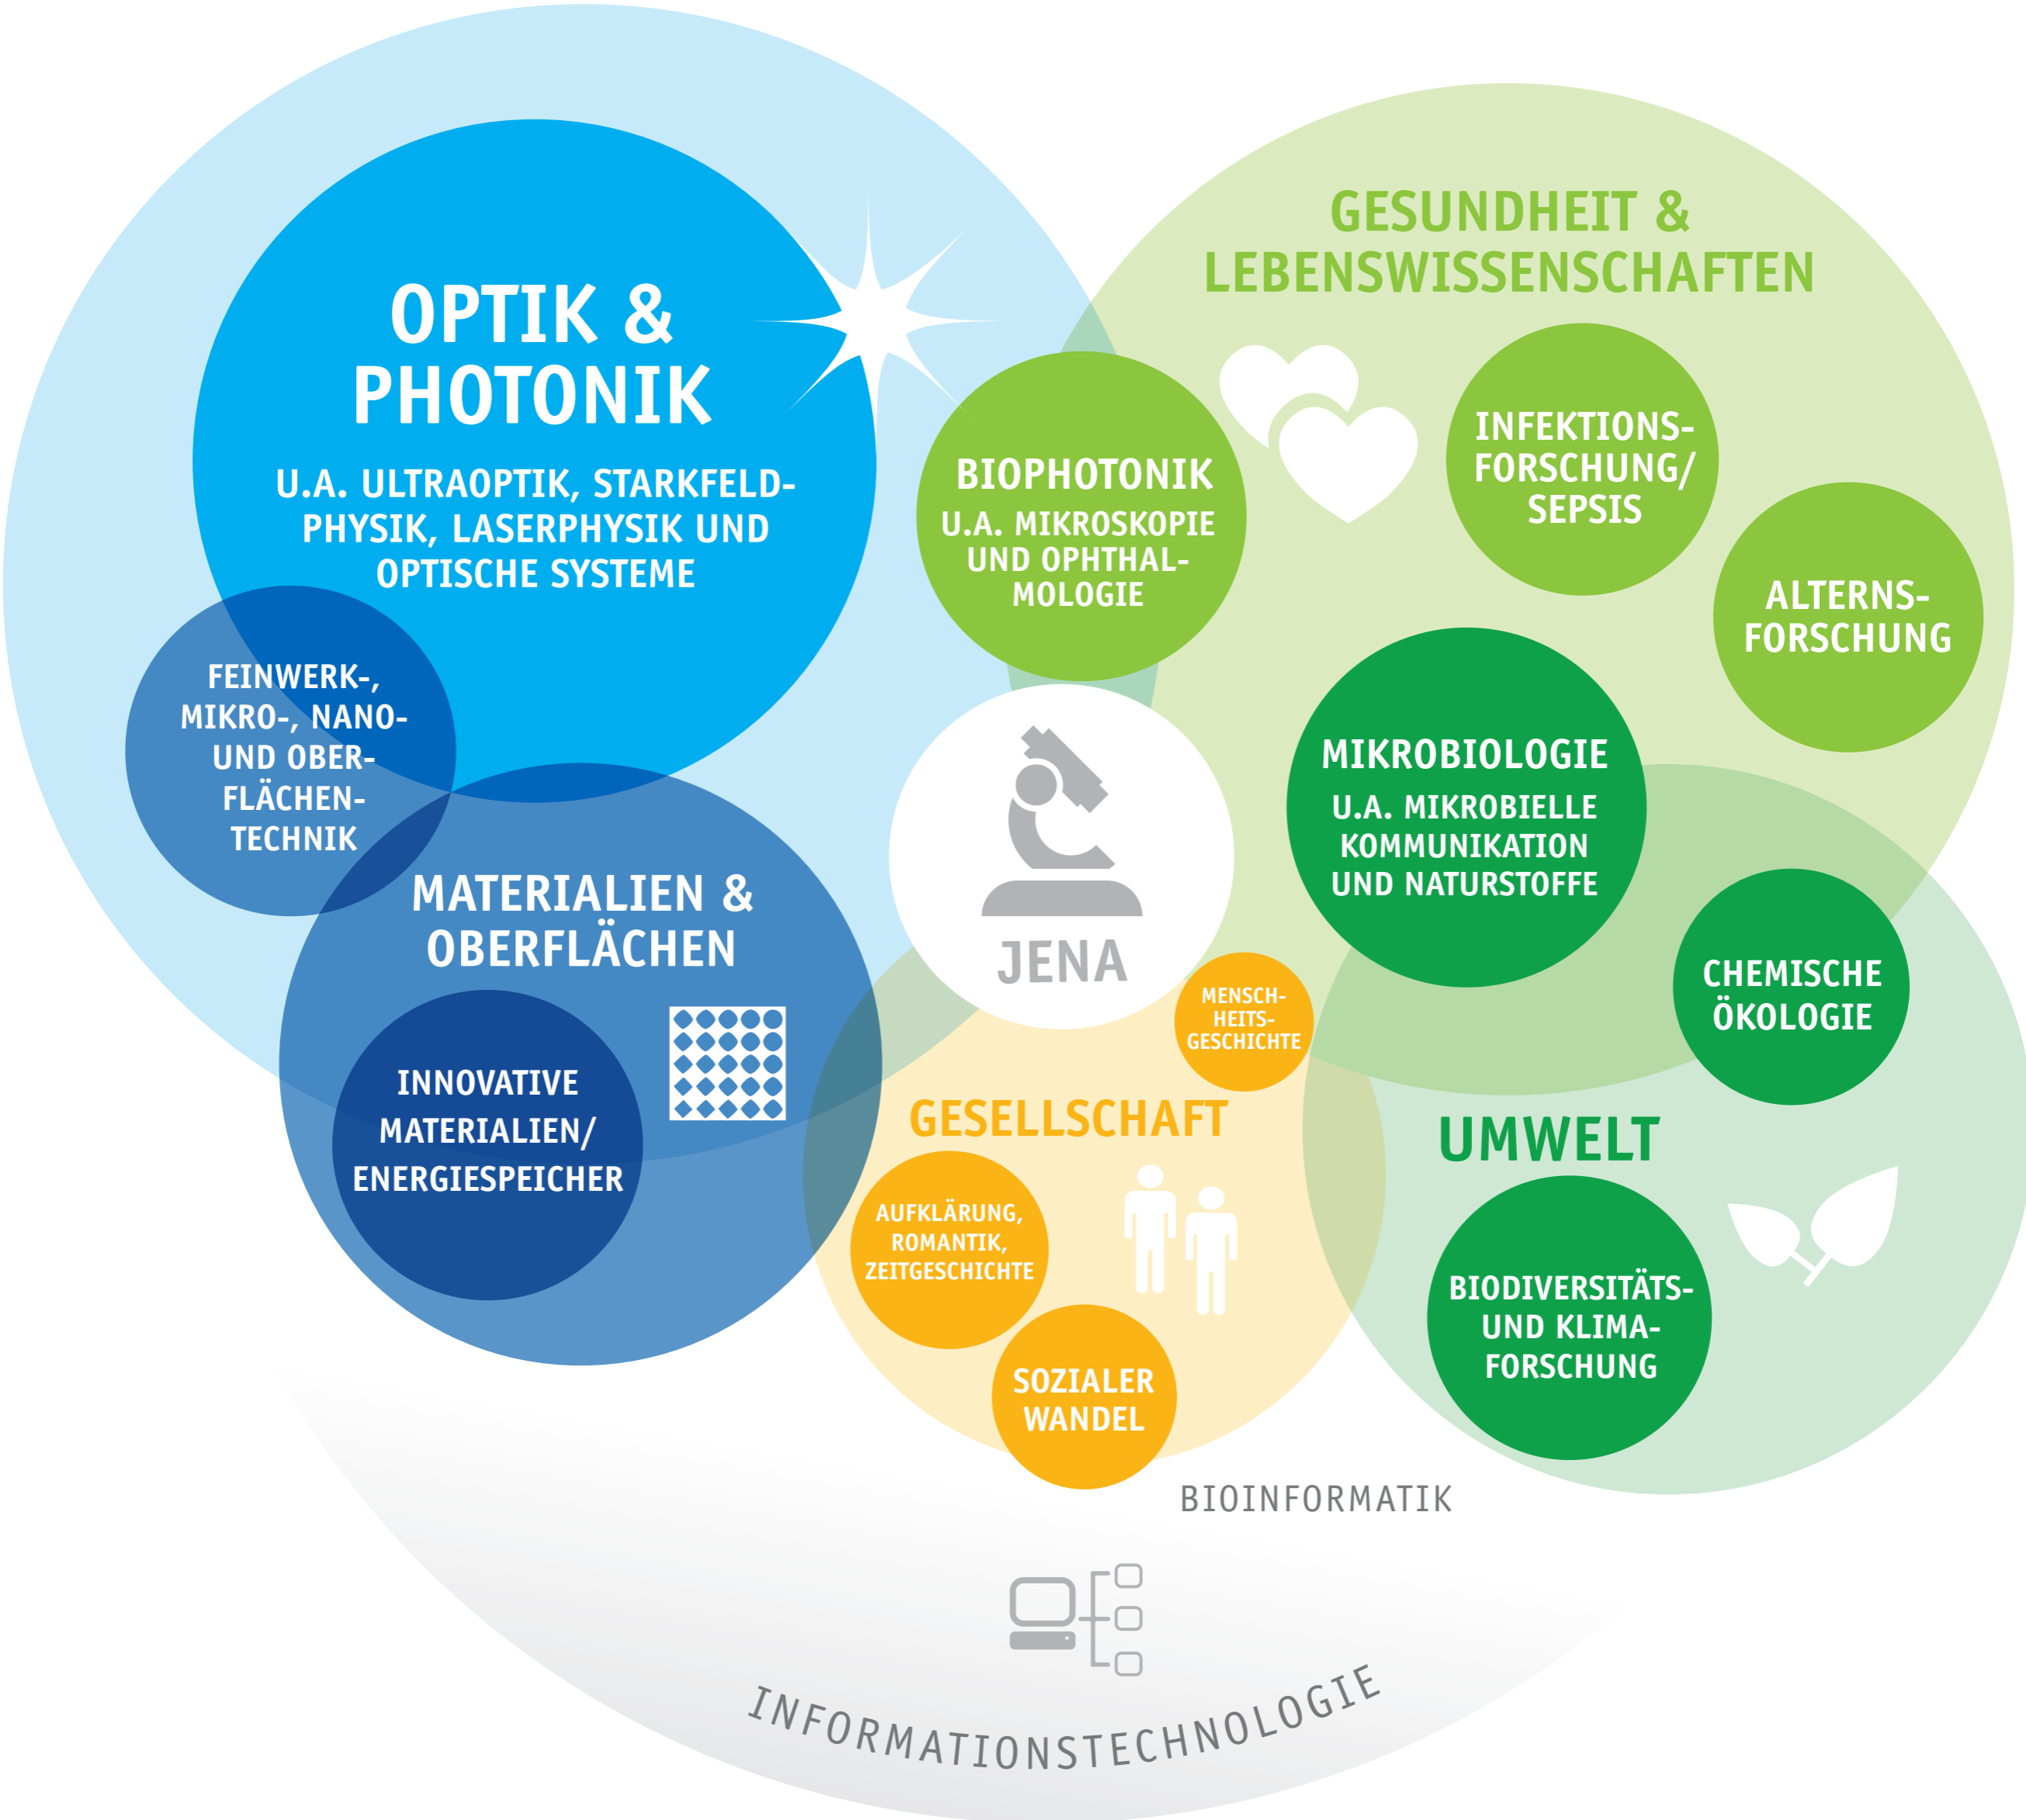 OPTIK &
PHOTONIK
U.A. ULTRAOPTIK, STARKFELD-
PHYSIK, LASERPHYSIK UND
OPTISCHE SYSTEME
FEINWERK-,
MIKRO-, NANO-
UND OBER-
FLÄCHEN-
TECHNIK
MATERIALIEN &
OBERFLÄCHEN
INNOVATIVE
MATERIALIEN/
ENERGIESPEICHER
GESUNDHEIT &
LEBENSWISSENSCHAFTEN
BIOPHOTONIK
U.A. MIKROSKOPIE
UND OPHTHAL-
MOLOGIE
INFEKTIONS-
FORSCHUNG/
SEPSIS
ALTERNS-
FORSCHUNG
MIKROBIOLOGIE
U.A. MIKROBIELLE
KOMMUNIKATION
UND NATURSTOFFE
JENA
MENSCH-
HEITS-
GESCHICHTE
CHEMISCHE
ÖKOLOGIE
GESELLSCHAFT
AUFKLÄRUNG,
ROMANTIK,
ZEITGESCHICHTE
SOZIALER
WANDEL
UMWELT
BIODIVERSITÄTS-
UND KLIMA-
FORSCHUNG
BIOINFORMATIK
INFORMATIONSTECHNOLOGIE